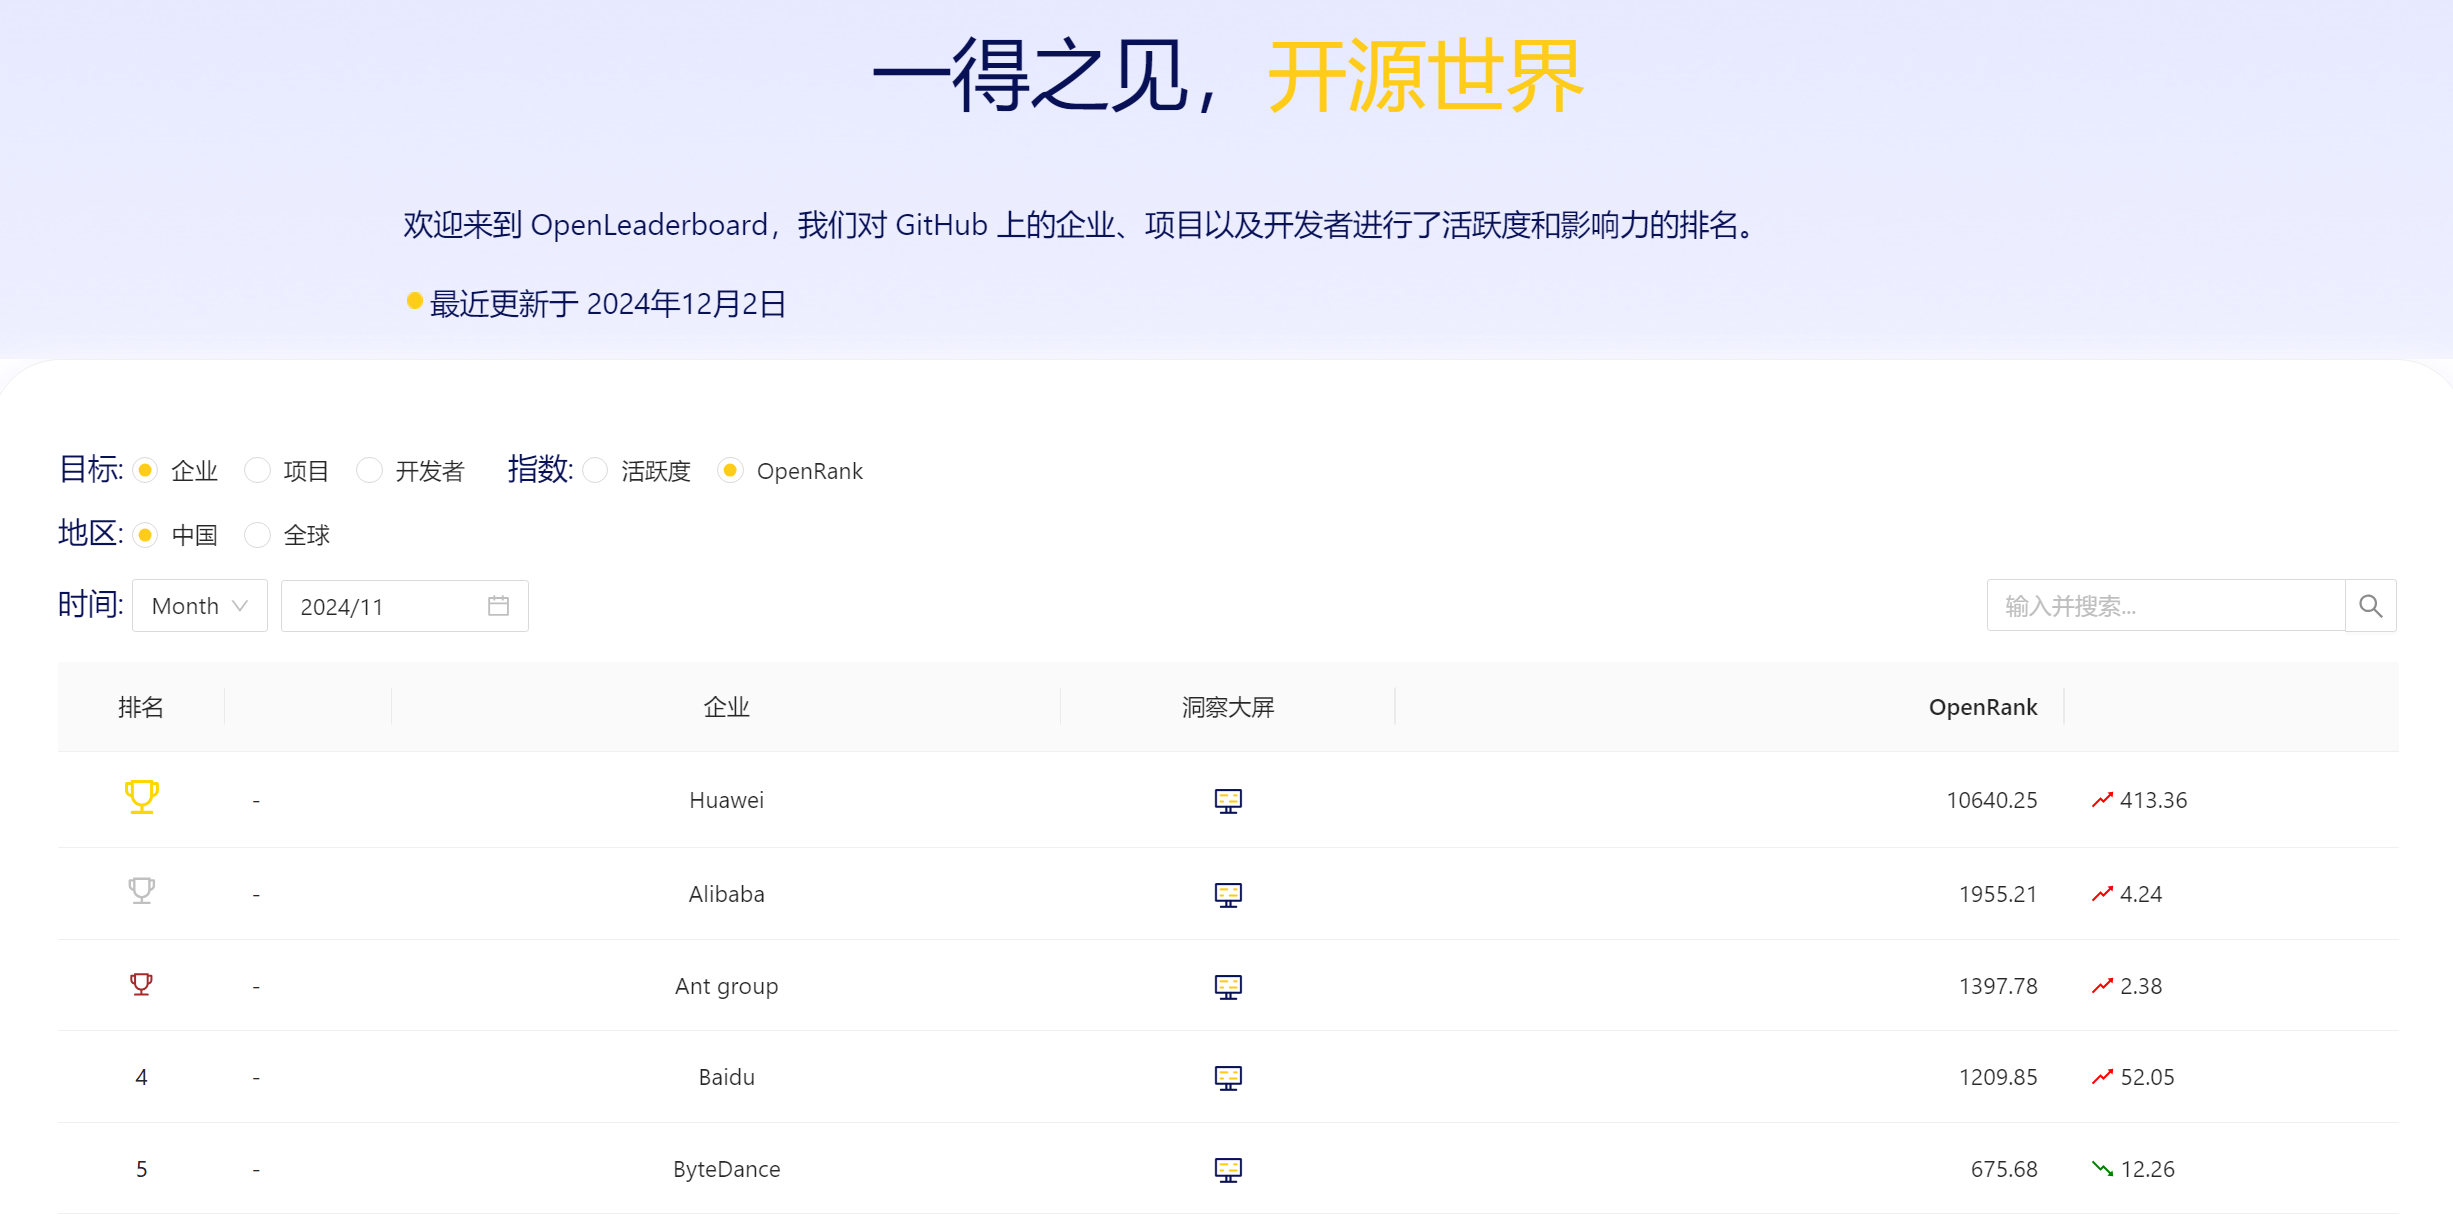 一得之见，开源世界
欢迎来到 OpenLeaderboard，我们对 GitHub 上的企业、项目以及开发者进行了活跃度和影响力的排名。
最近更新于 2024年12月2日
目标: 企业 项目 开发者 指数: 活跃度 OpenRank
地区: 中国 全球
时间: Month 2024/11 输入并搜索...
排名 企业 洞察大屏 OpenRank
- Huawei 10640.25 413.36
- Alibaba 1955.21 4.24
- Ant group 1397.78 2.38
4 - Baidu 1209.85 52.05
5 - ByteDance 675.68 12.26